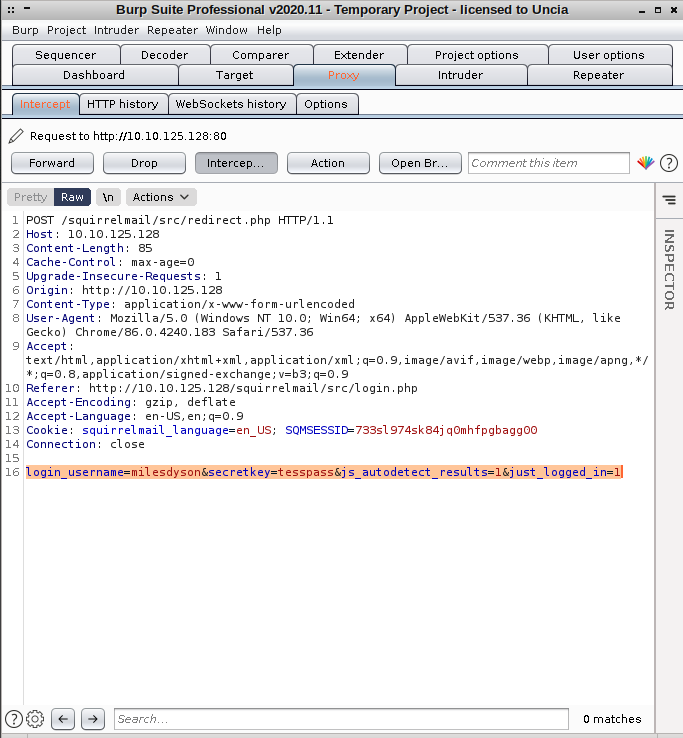 Burp Suite Professional v2020.11 - Temporary Project - licensed to Uncia
Burp Project Intruder Repeater Window Help
Sequencer Decoder Comparer Extender Project options User options
Dashboard Target Proxy Intruder Repeater
Intercept HTTP history WebSockets history Options
Request to http://10.10.125.128:80
Forward Drop Intercep... Action Open Br... Comment this item ?
Pretty Raw \n Actions
INSPECTOR
1 POST /squirrelmail/src/redirect.php HTTP/1.1
2 Host: 10.10.125.128
3 Content-Length: 85
4 Cache-Control: max-age=0
5 Upgrade-Insecure-Requests: 1
6 Origin: http://10.10.125.128
7 Content-Type: application/x-www-form-urlencoded
8 User-Agent: Mozilla/5.0 (Windows NT 10.0; Win64; x64) AppleWebKit/537.36 (KHTML, like
Gecko) Chrome/86.0.4240.183 Safari/537.36
9 Accept:
text/html,application/xhtml+xml,application/xml;q=0.9,image/avif,image/webp,image/apng,*/
*;q=0.8,application/signed-exchange;v=b3;q=0.9
10 Referer: http://10.10.125.128/squirrelmail/src/login.php
11 Accept-Encoding: gzip, deflate
12 Accept-Language: en-US,en;q=0.9
13 Cookie: squirrelmail_language=en_US; SQMSESSID=733sl974sk84jq0mhfpgbagg00
14 Connection: close
15
16 login_username=milesdyson&secretkey=tesspass&js_autodetect_results=1&just_logged_in=1
? Search... 0 matches